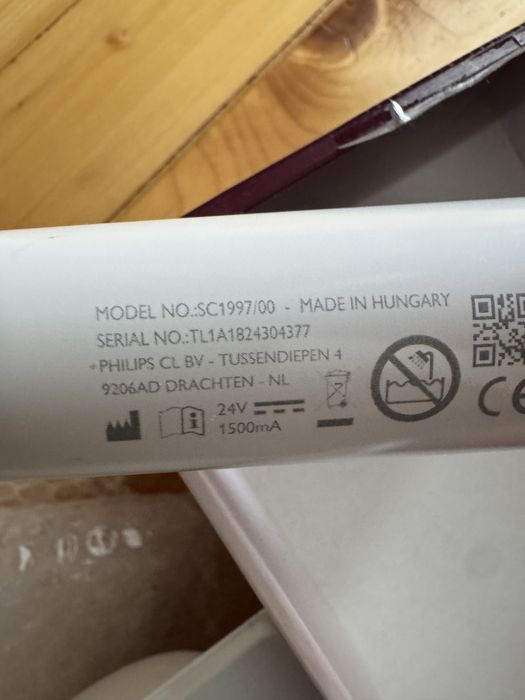 MODEL NO.:SC1997/00 - MADE IN HUNGARY
SERIAL NO.:TL1A1824304377
PHILIPS CL BV - TUSSENDIEPEN 4
9206AD DRACHTEN - NL
24V
1500mA
CE